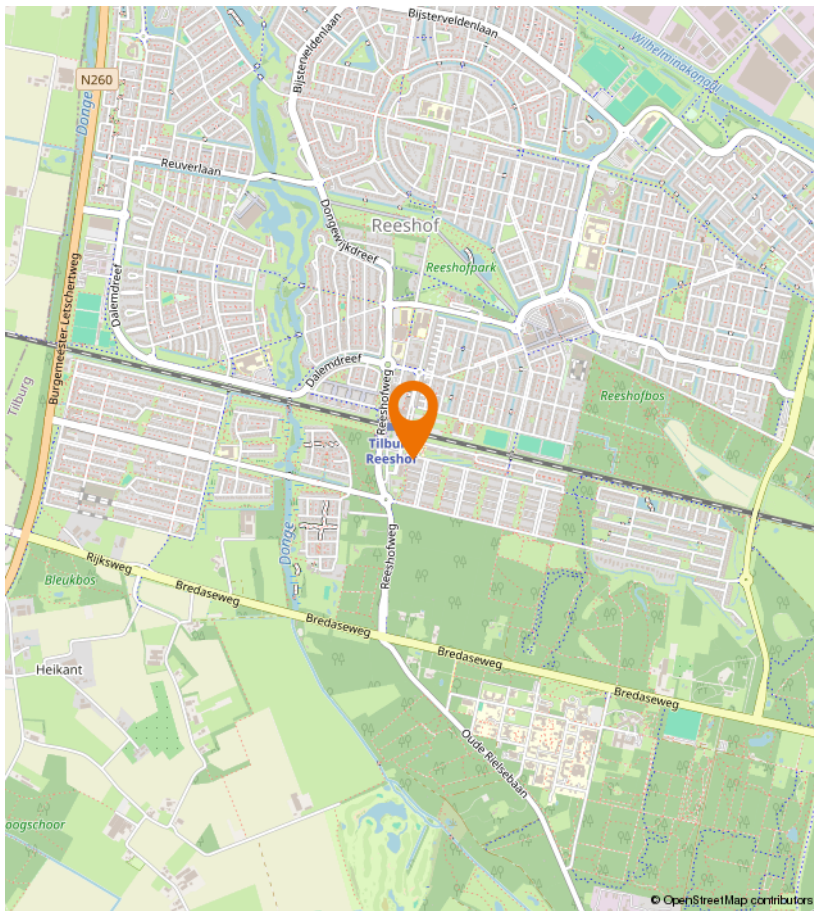 Bijsterveldenlaan
Wilhelminakanaal
Bijsterveldenlaan
N260
Donge
Reuverlaan
Reeshof
Dongewijkdreef
Reeshofpark
Burgemeester Letschertweg
Dalemdreef
Dalemdreef
Tilburg
Reeshofweg
Reeshofbos
Reeshof
Donge
Reeshofweg
Rijksweg
Bleukbos
Bredaseweg
Bredaseweg
Bredaseweg
Bredaseweg
Heikant
Oude Rielsebaan
oogschoor
© OpenStreetMap contributors